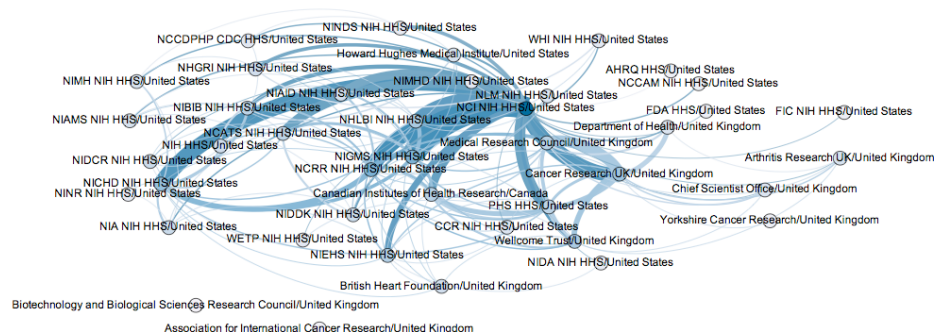 NINDS NIH HHS/United States
NCCDPHP CDC HHS/United States
WHI NIH HHS/United States
Howard Hughes Medical Institute/United States
NHGRI NIH HHS/United States
AHRQ HHS/United States
NIMH NIH HHS/United States
NIMHD NIH HHS/United States
NCCAM NIH HHS/United States
NIAID NIH HHS/United States
NLM NIH HHS/United States
NIBIB NIH HHS/United States
NCI NIH HHS/United States
FDA HHS/United States
FIC NIH HHS/United States
NIAMS NIH HHS/United States
NHLBI NIH HHS/United States
Department of Health/United Kingdom
NCATS NIH HHS/United States
NIH HHS/United States
Medical Research Council/United Kingdom
NIDCR NIH HHS/United States
NIGMS NIH HHS/United States
Arthritis Research UK/United Kingdom
NCRR NIH HHS/United States
Cancer Research UK/United Kingdom
NICHD NIH HHS/United States
NINR NIH HHS/United States
Canadian Institutes of Health Research/Canada
Chief Scientist Office/United Kingdom
PHS HHS/United States
NIDDK NIH HHS/United States
Yorkshire Cancer Research/United Kingdom
NIA NIH HHS/United States
CCR NIH HHS/United States
WETP NIH HHS/United States
Wellcome Trust/United Kingdom
NIEHS NIH HHS/United States
NIDA NIH HHS/United States
British Heart Foundation/United Kingdom
Biotechnology and Biological Sciences Research Council/United Kingdom
Association for International Cancer Research/United Kingdom